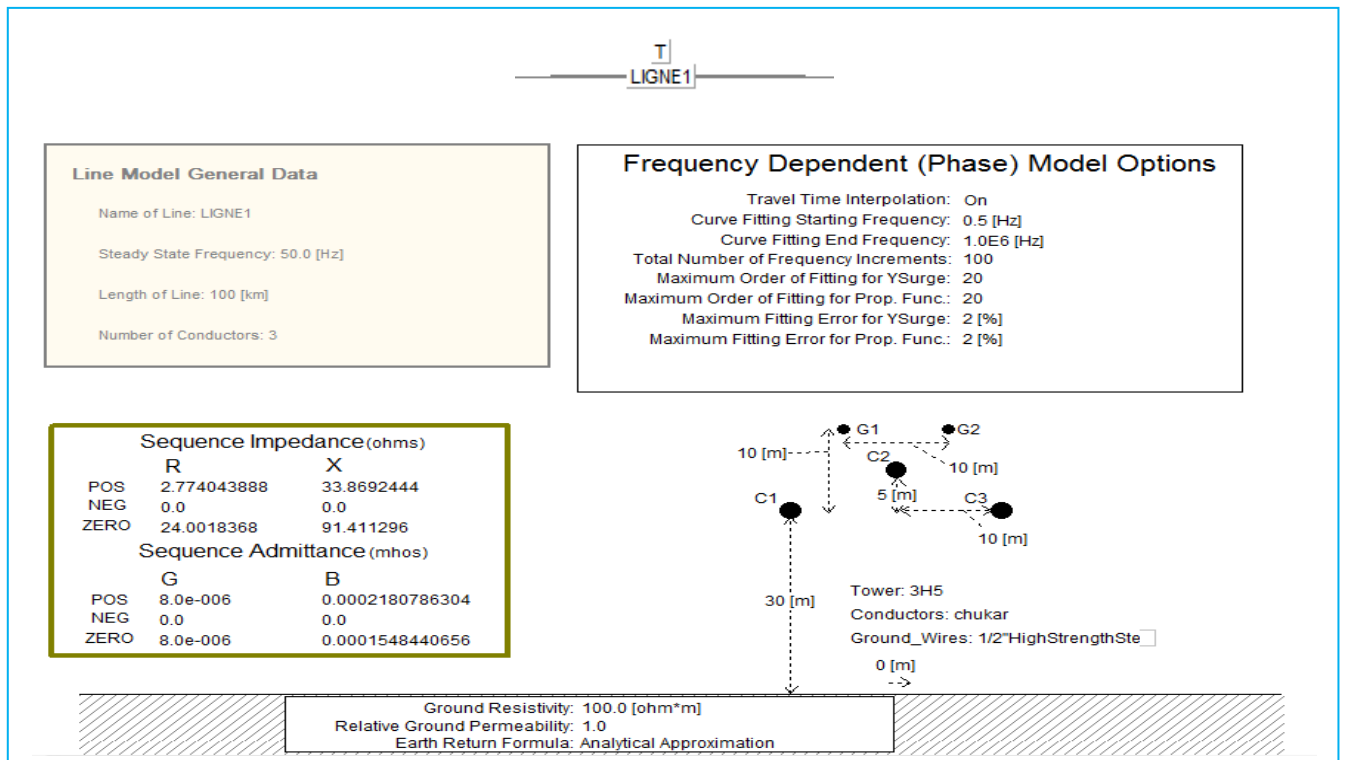 T
LIGNE1
Line Model General Data
Name of Line: LIGNE1
Steady State Frequency: 50.0 [Hz]
Length of Line: 100 [km]
Number of Conductors: 3
Frequency Dependent (Phase) Model Options
Travel Time Interpolation: On
Curve Fitting Starting Frequency: 0.5 [Hz]
Curve Fitting End Frequency: 1.0E6 [Hz]
Total Number of Frequency Increments: 100
Maximum Order of Fitting for YSurge: 20
Maximum Order of Fitting for Prop. Func.: 20
Maximum Fitting Error for YSurge: 2 [%]
Maximum Fitting Error for Prop. Func.: 2 [%]
Sequence Impedance (ohms)
R X
POS 2.774043888 33.8692444
NEG 0.0 0.0
ZERO 24.0018368 91.411296
Sequence Admittance (mhos)
G B
POS 8.0e-006 0.0002180786304
NEG 0.0 0.0
ZERO 8.0e-006 0.0001548440656
G1 G2
10 [m] C2 10 [m]
C1 5 [m] C3
10 [m]
30 [m]
Tower: 3H5
Conductors: chukar
Ground_Wires: 1/2"HighStrengthSte
0 [m]
Ground Resistivity: 100.0 [ohm*m]
Relative Ground Permeability: 1.0
Earth Return Formula: Analytical Approximation